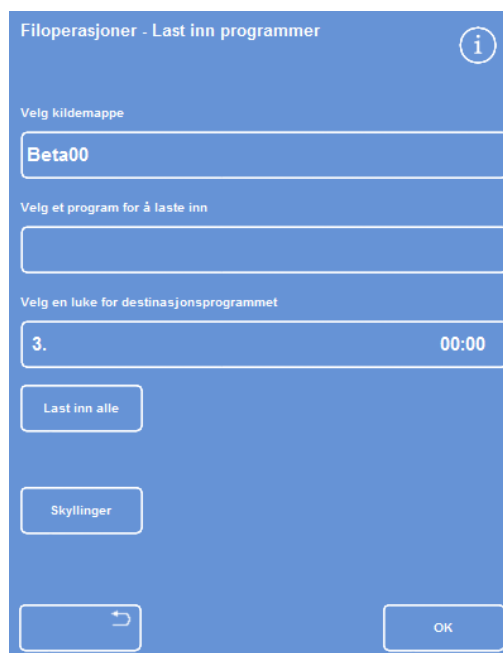 Filoperasjoner - Last inn programmer
i
Velg kildemappe
Beta00
Velg et program for å laste inn
Velg en luke for destinasjonsprogrammet
3. 00:00
Last inn alle
Skyllinger
OK